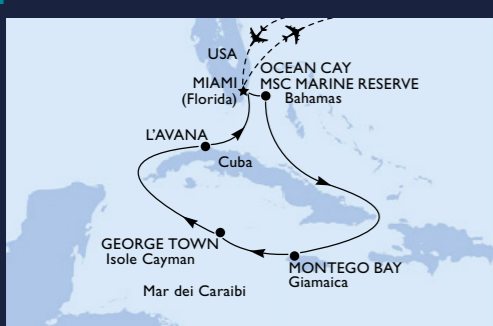 USA
MIAMI
(Florida)
OCEAN CAY
MSC MARINE RESERVE
Bahamas
L'AVANA
Cuba
GEORGE TOWN
Isole Cayman
MONTEGO BAY
Giamaica
Mar dei Caraibi